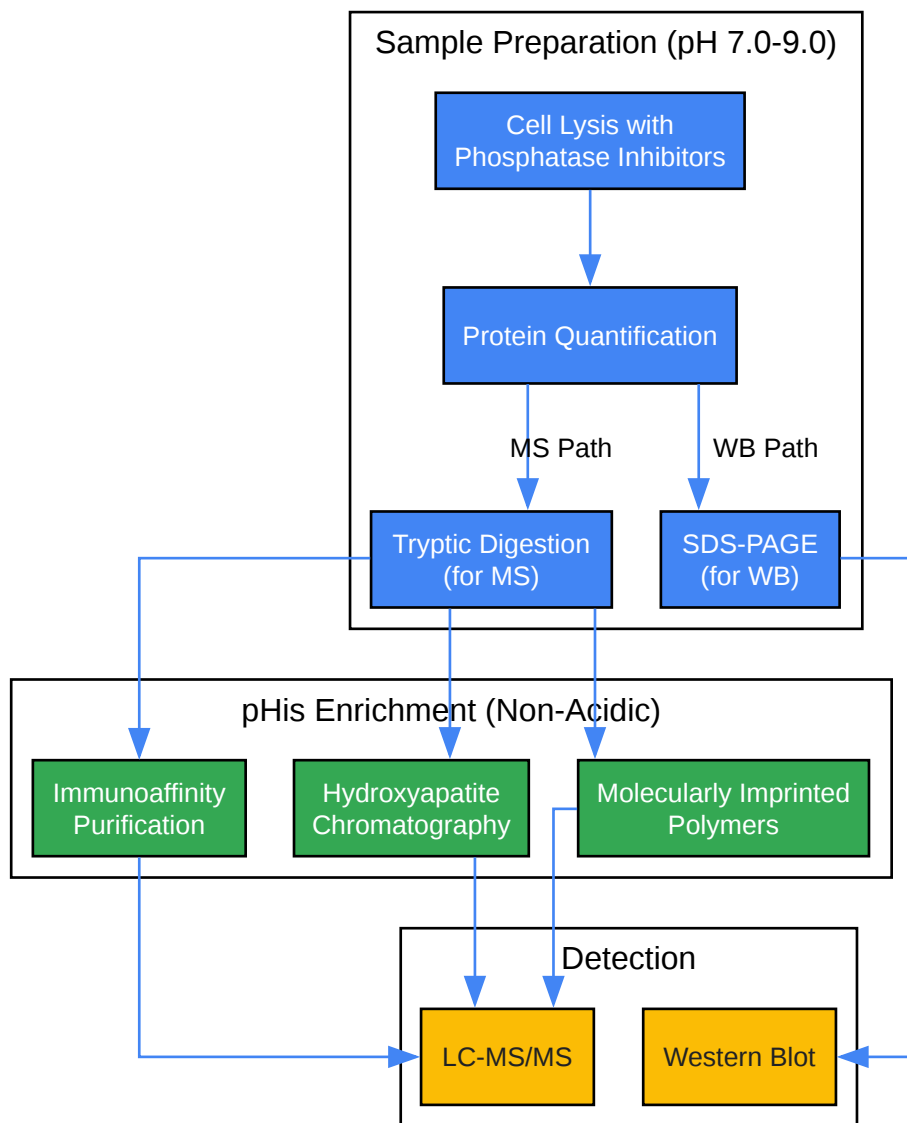 Sample Preparation (pH 7.0-9.0)
Cell Lysis with
Phosphatase Inhibitors
Protein Quantification
MS Path
WB Path
Tryptic Digestion
(for MS)
SDS-PAGE
(for WB)
pHis Enrichment (Non-Acidic)
Immunoaffinity
Purification
Hydroxyapatite
Chromatography
Molecularly Imprinted
Polymers
Detection
LC-MS/MS
Western Blot